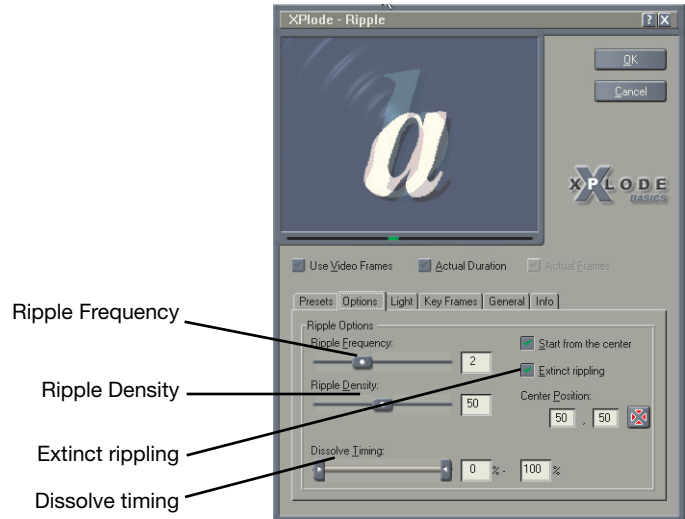 XPlode - Ripple
? X
a
OK
Cancel
XPLODE
BASICS
Use Video Frames
Actual Duration
Actual Frames
Presets Options Light Key Frames General Info
Ripple Options
Ripple Frequency:
2
Start from the center
Extinct rippling
Ripple Density:
50
Center Position:
50 , 50
Dissolve Timing:
0 % - 100 %
Ripple Frequency
Ripple Density
Extinct rippling
Dissolve timing